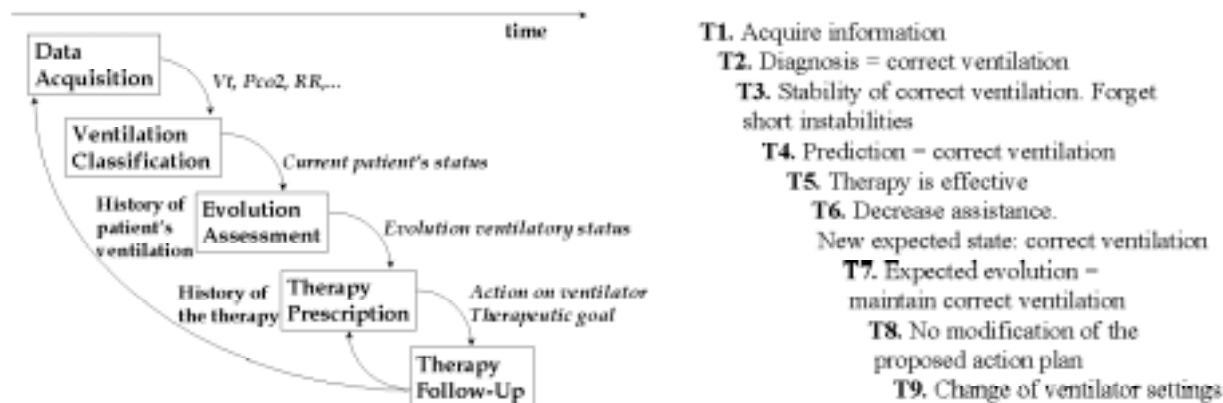 time
Data
Acquisition
Vt, Pco2, RR,...
Ventilation
Classification
Current patient's status
History of
patient's
ventilation
Evolution
Assessment
Evolution ventilatory status
History of
the therapy
Therapy
Prescription
Action on ventilator
Therapeutic goal
Therapy
Follow-Up
T1. Acquire information
T2. Diagnosis = correct ventilation
T3. Stability of correct ventilation. Forget
short instabilities
T4. Prediction = correct ventilation
T5. Therapy is effective
T6. Decrease assistance.
New expected state: correct ventilation
T7. Expected evolution =
maintain correct ventilation
T8. No modification of the
proposed action plan
T9. Change of ventilator settings